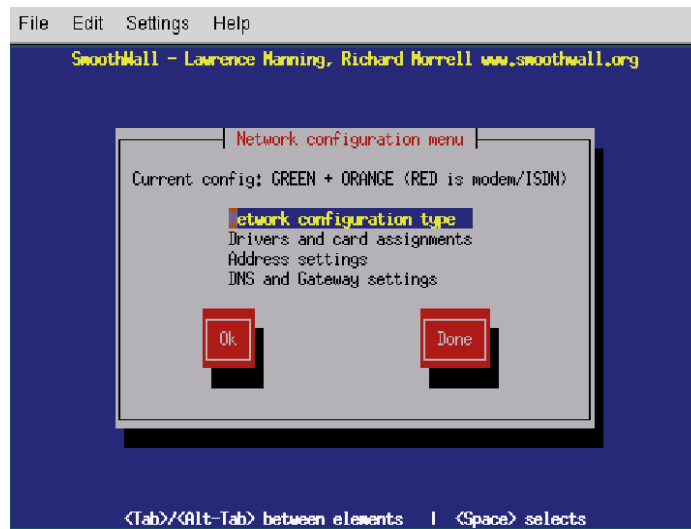 File Edit Settings Help
SmoothWall - Lawrence Manning, Richard Morrell www.smoothwall.org
Network configuration menu
Current config: GREEN + ORANGE (RED is modem/ISDN)
Network configuration type
Drivers and card assignments
Address settings
DNS and Gateway settings
Ok Done
<Tab>/<Alt-Tab> between elements | <Space> selects